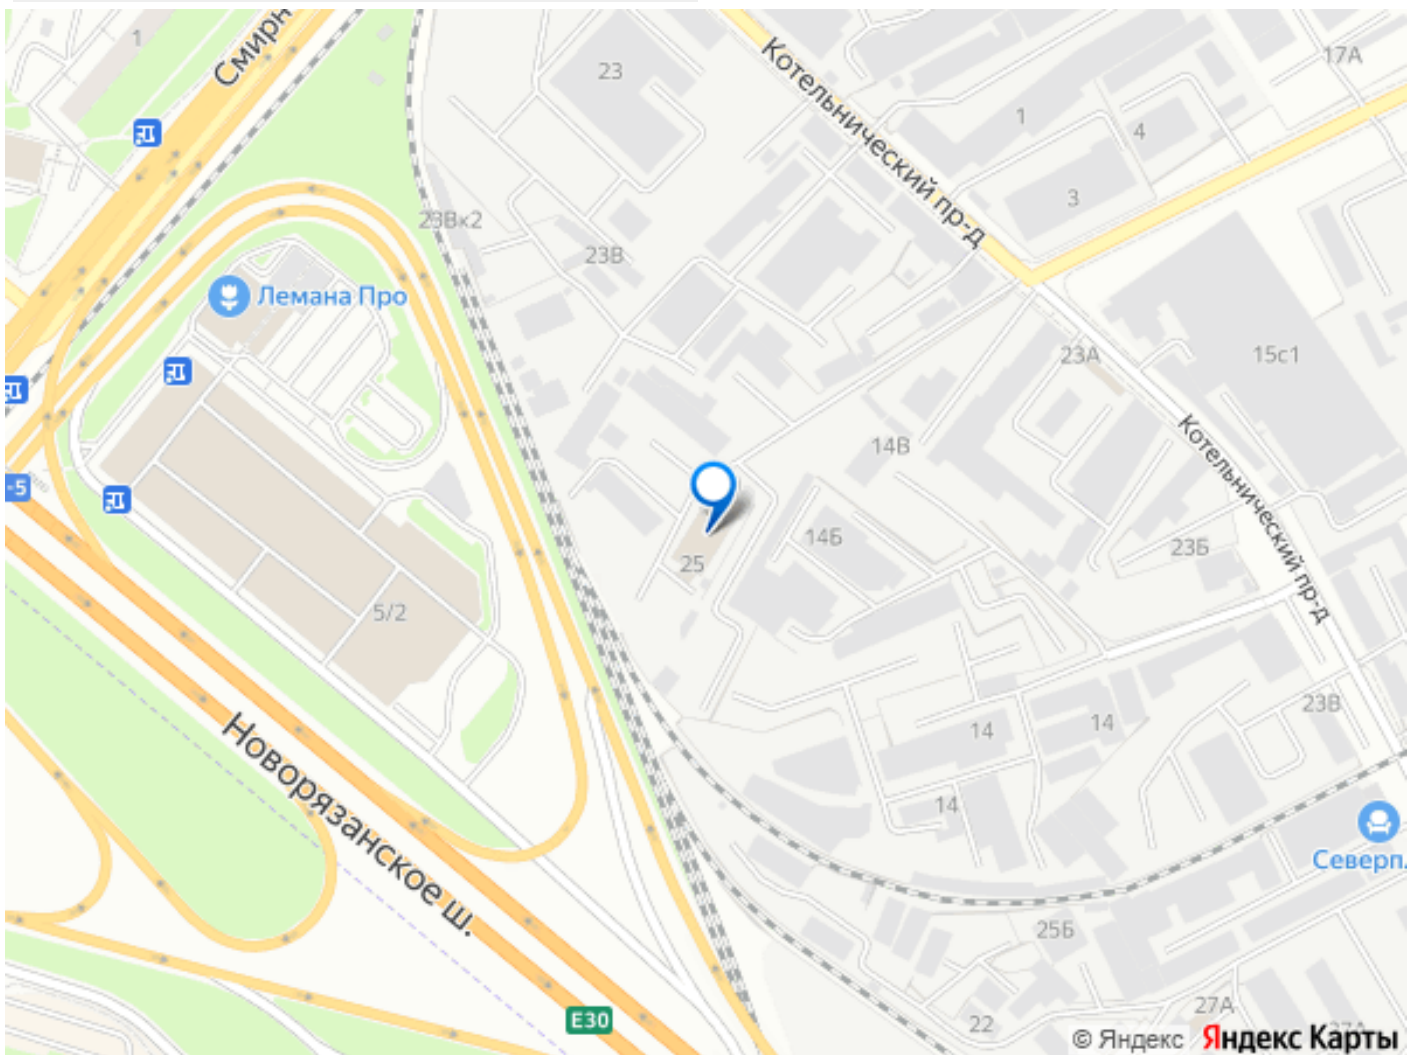 1
Смирн
23
Котельнический пр-д
17А
1
4
3
23Вк2
23В
Лемана Про
23А
15с1
14В
Котельнический пр-д
-5
25
14Б
23Б
5/2
23В
14
14
14
Новорязанское ш.
Северп.
25Б
27А
22
27А
E30
© Яндекс Яндекс Карты